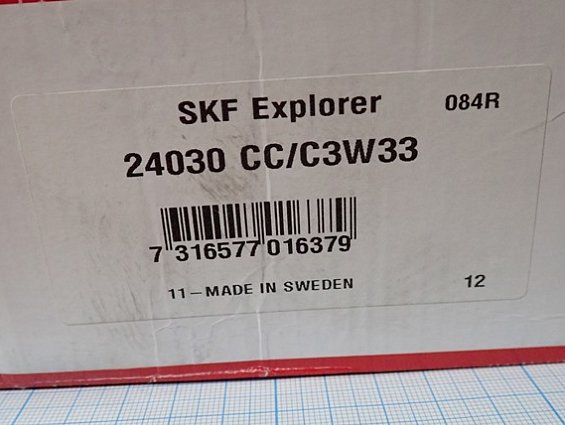 SKF Explorer 084R
24030 CC/C3W33
7 316577 016379
11-MADE IN SWEDEN 12